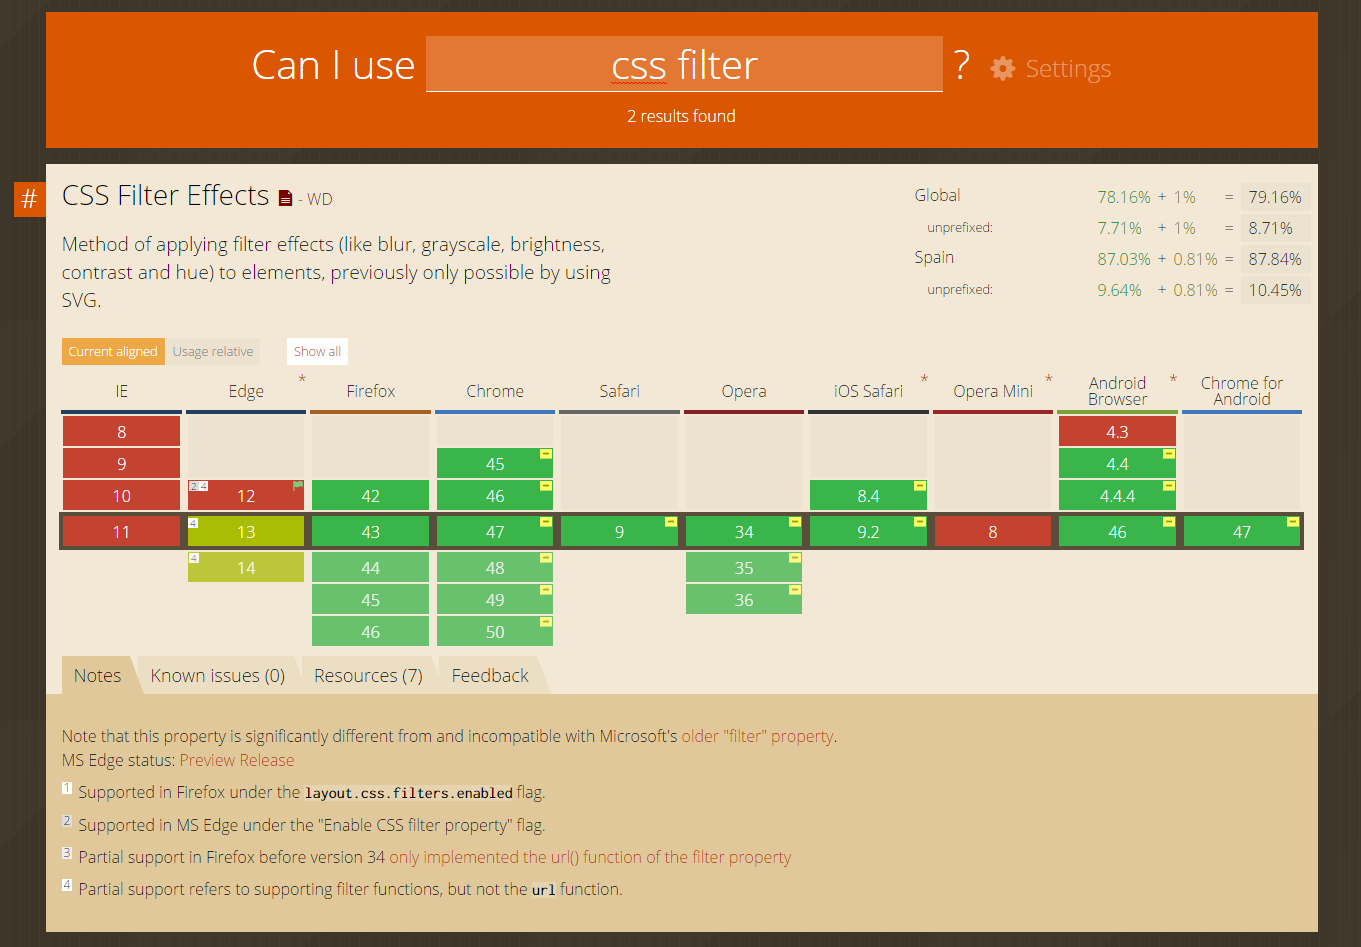 Can I use css filter ? Settings
2 results found
#
CSS Filter Effects - WD
Method of applying filter effects (like blur, grayscale, brightness,
contrast and hue) to elements, previously only possible by using
SVG.
Global 78.16% + 1% = 79.16%
unprefixed: 7.71% + 1% = 8.71%
Spain 87.03% + 0.81% = 87.84%
unprefixed: 9.64% + 0.81% = 10.45%
Current aligned Usage relative Show all
IE Edge * Firefox Chrome Safari Opera iOS Safari * Opera Mini * Android Browser * Chrome for Android
8 4.3
9 45 4.4
10 2 4 12 42 46 8.4 4.4.4
11 4 13 43 47 9 34 9.2 8 46 47
4 14 44 48 35
45 49 36
46 50
Notes Known issues (0) Resources (7) Feedback
Note that this property is significantly different from and incompatible with Microsoft's older "filter" property.
MS Edge status: Preview Release
1 Supported in Firefox under the layout.css.filters.enabled flag.
2 Supported in MS Edge under the "Enable CSS filter property" flag.
3 Partial support in Firefox before version 34 only implemented the url() function of the filter property
4 Partial support refers to supporting filter functions, but not the url function.